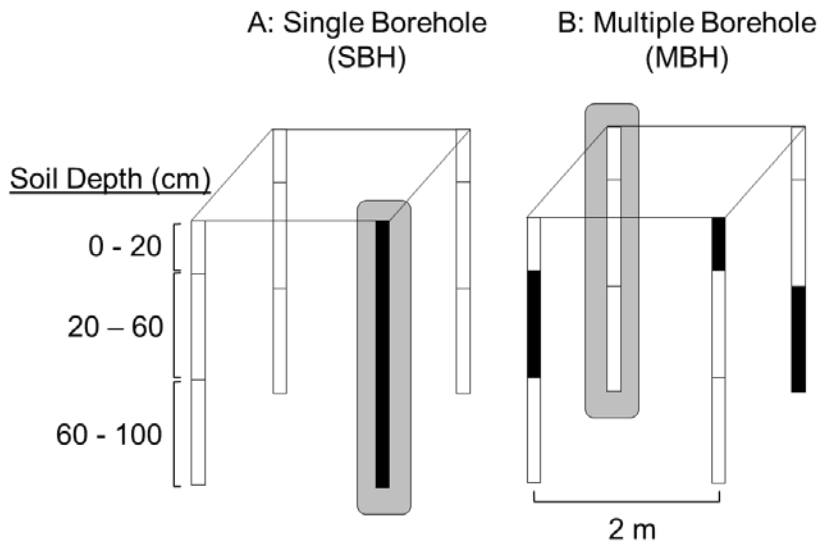 A: Single Borehole
(SBH)
B: Multiple Borehole
(MBH)
Soil Depth (cm)
0 - 20
20 – 60
60 - 100
2 m